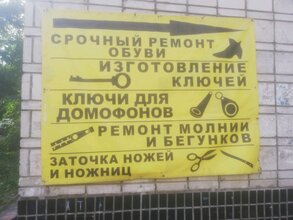 СРОЧНЫЙ РЕМОНТ
ОБУВИ
ИЗГОТОВЛЕНИЕ
КЛЮЧЕЙ
КЛЮЧИ ДЛЯ
ДОМОФОНОВ
РЕМОНТ МОЛНИИ
И БЕГУНКОВ
ЗАТОЧКА НОЖЕЙ
И НОЖНИЦ